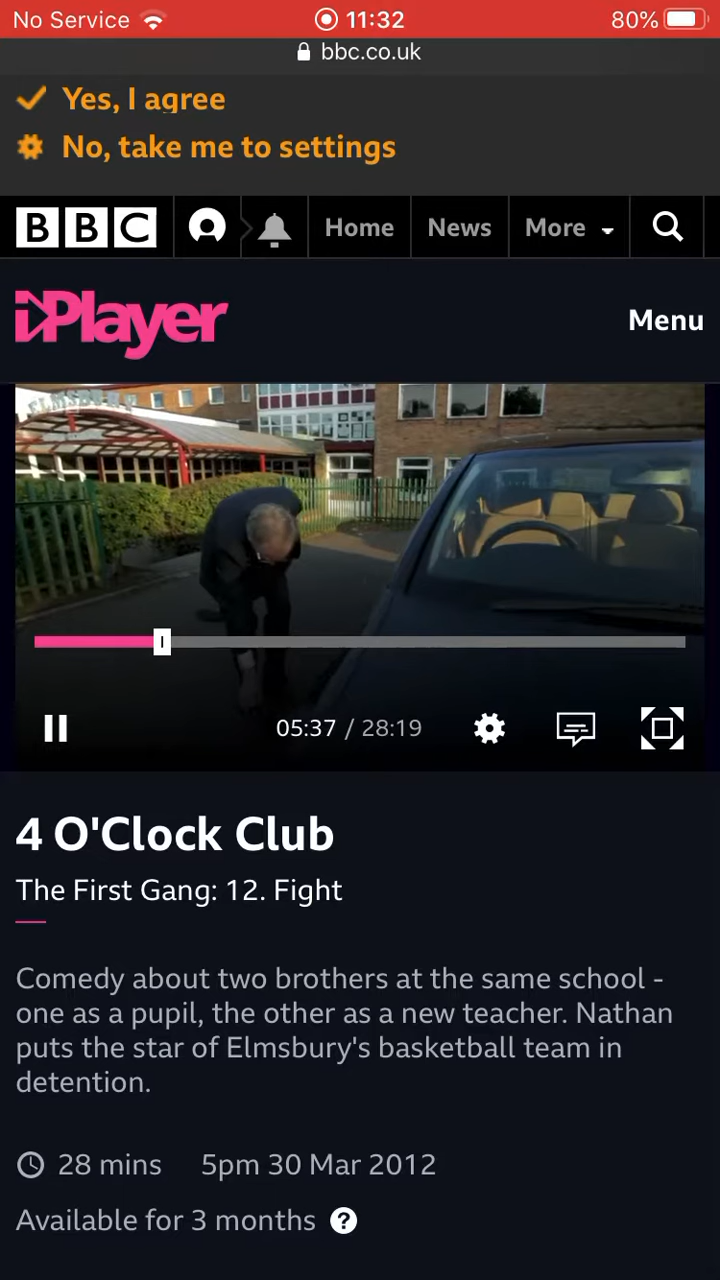 No Service 11:32 80%
bbc.co.uk
Yes, I agree
No, take me to settings
BBC Home News More
iPlayer Menu
ELMSBURY
05:37 / 28:19
4 O'Clock Club
The First Gang: 12. Fight
Comedy about two brothers at the same school -
one as a pupil, the other as a new teacher. Nathan
puts the star of Elmsbury's basketball team in
detention.
28 mins 5pm 30 Mar 2012
Available for 3 months ?